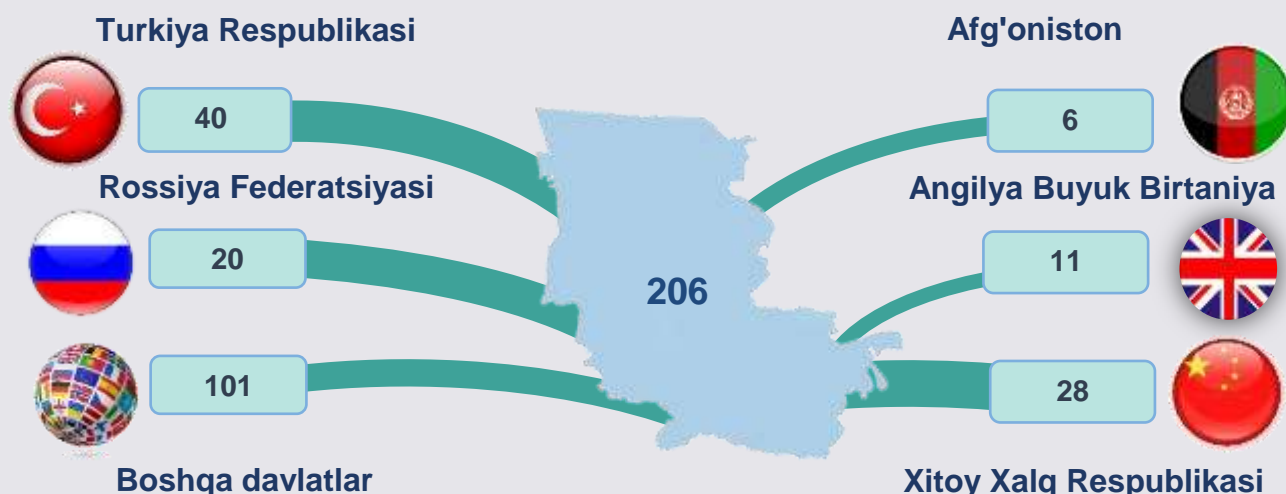 Turkiya Respublikasi
40
Rossiya Federatsiyasi
20
101
Boshqa davlatlar
206
Afg'oniston
6
Angilya Buyuk Birtaniya
11
28
Xitoy Xalq Respublikasi